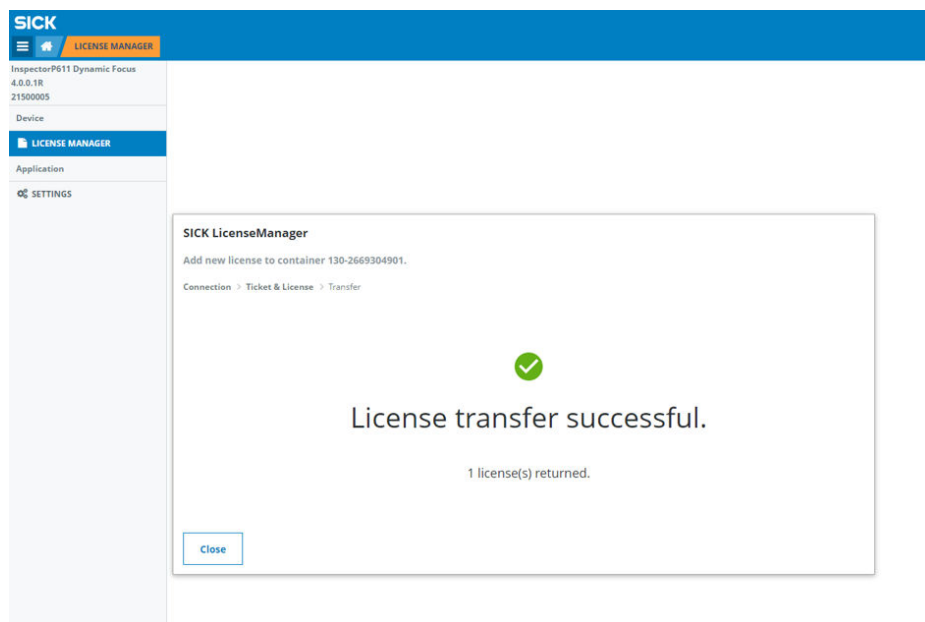 SICK
LICENSE MANAGER
InspectorP611 Dynamic Focus
4.0.0.1R
21500005
Device
LICENSE MANAGER
Application
SETTINGS
SICK LicenseManager
Add new license to container 130-2669304901.
Connection > Ticket & License > Transfer
License transfer successful.
1 license(s) returned.
Close